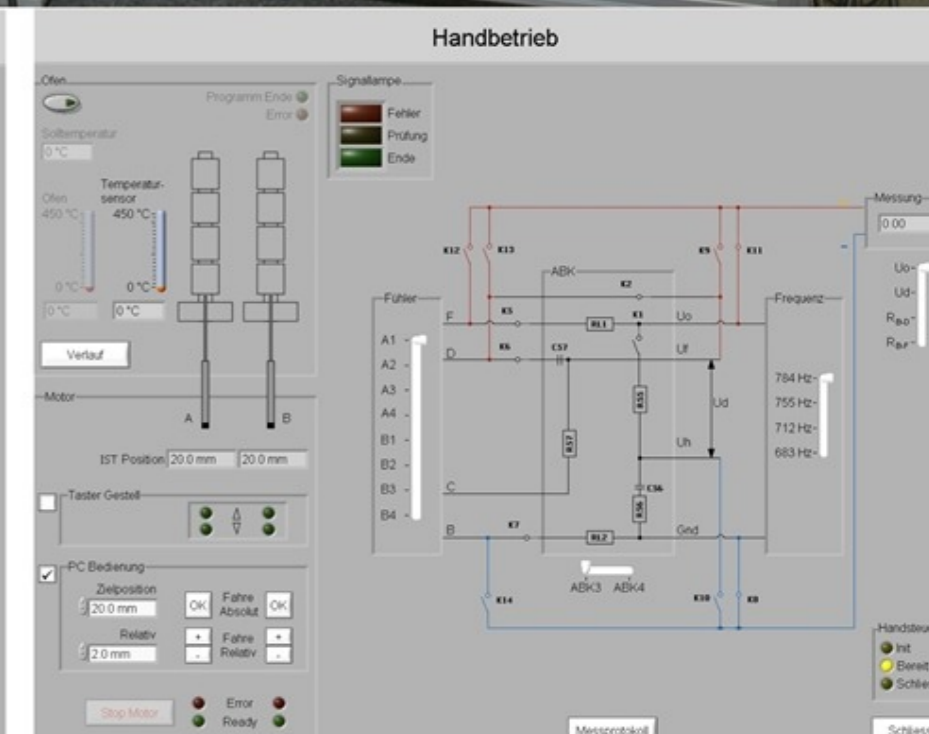 Handbetrieb
Ofen
Programm Ende
Error
Solltemperatur
0 °C
Ofen
450 °C
0 °C
0 °C
Temperatur-
sensor
450 °C
0 °C
0 °C
Verlauf
Signallampe
Fehler
Prüfung
Ende
Motor
A
B
IST Position 20.0 mm 20.0 mm
Taster Gestell
PC Bedienung
Zielposition
20.0 mm
OK Fahre Absolut OK
Relativ
2.0 mm
+ Fahre +
- Relativ -
Stop Motor
Error
Ready
Fühler
A1
A2
A3
A4
B1
B2
B3
B4
F
D
C
B
K12
K13
K5
K6
K7
K14
ABK
K2
K1
RL1
C57
R55
R57
C56
R56
RL2
ABK3 ABK4
K9
K11
Uo
Uf
Ud
Uh
Gnd
K10
K8
Frequenz
784 Hz
755 Hz
712 Hz
683 Hz
Messung
0.00
Uo
Ud
Handsteu
Init
Bereit
Schlie
Messprotokoll
Schliess